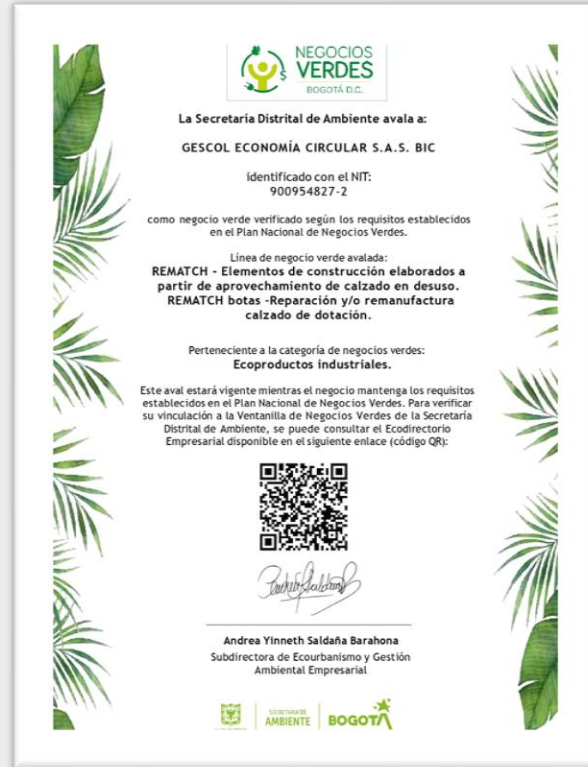 NEGOCIOS
VERDES
BOGOTÁ D.C.
La Secretaría Distrital de Ambiente avala a:
GESCOL ECONOMÍA CIRCULAR S.A.S. BIC
identificado con el NIT:
900954827-2
como negocio verde verificado según los requisitos establecidos
en el Plan Nacional de Negocios Verdes.
Línea de negocio verde avalada:
REMATCH - Elementos de construcción elaborados a
partir de aprovechamiento de calzado en desuso.
REMATCH botas -Reparación y/o remanufactura
calzado de dotación.
Perteneciente a la categoría de negocios verdes:
Ecoproductos industriales.
Este aval estará vigente mientras el negocio mantenga los requisitos
establecidos en el Plan Nacional de Negocios Verdes. Para verificar
su vinculación a la Ventanilla de Negocios Verdes de la Secretaría
Distrital de Ambiente, se puede consultar el Ecodirectorio
Empresarial disponible en el siguiente enlace (código QR):
Andrea Yinneth Saldaña Barahona
Subdirectora de Ecourbanismo y Gestión
Ambiental Empresarial
SECRETARÍA DE
AMBIENTE
BOGOTÁ